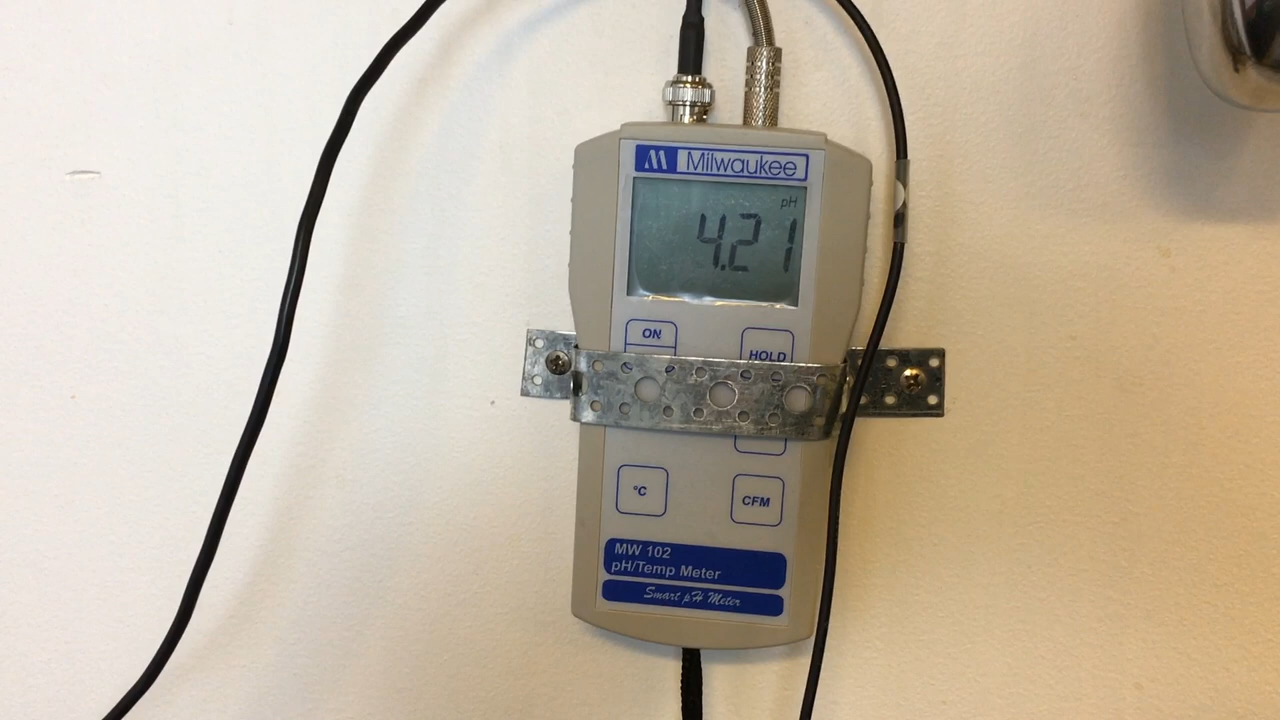 Milwaukee
pH
4.21
ON
HOLD
°C
CFM
MW 102
pH/Temp Meter
Smart pH Meter